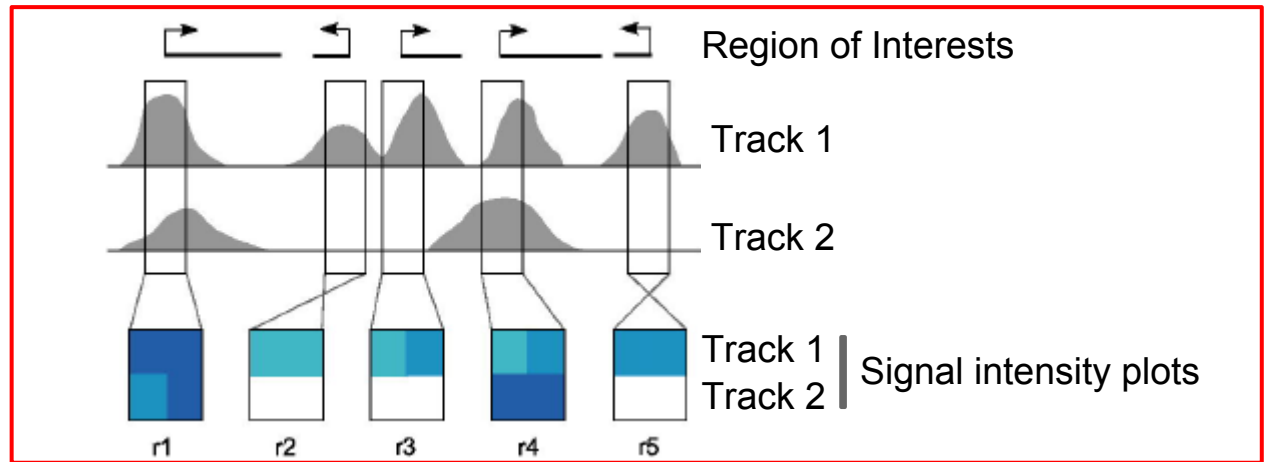 Region of Interests
Track 1
Track 2
Track 1
Track 2
Signal intensity plots
r1 r2 r3 r4 r5